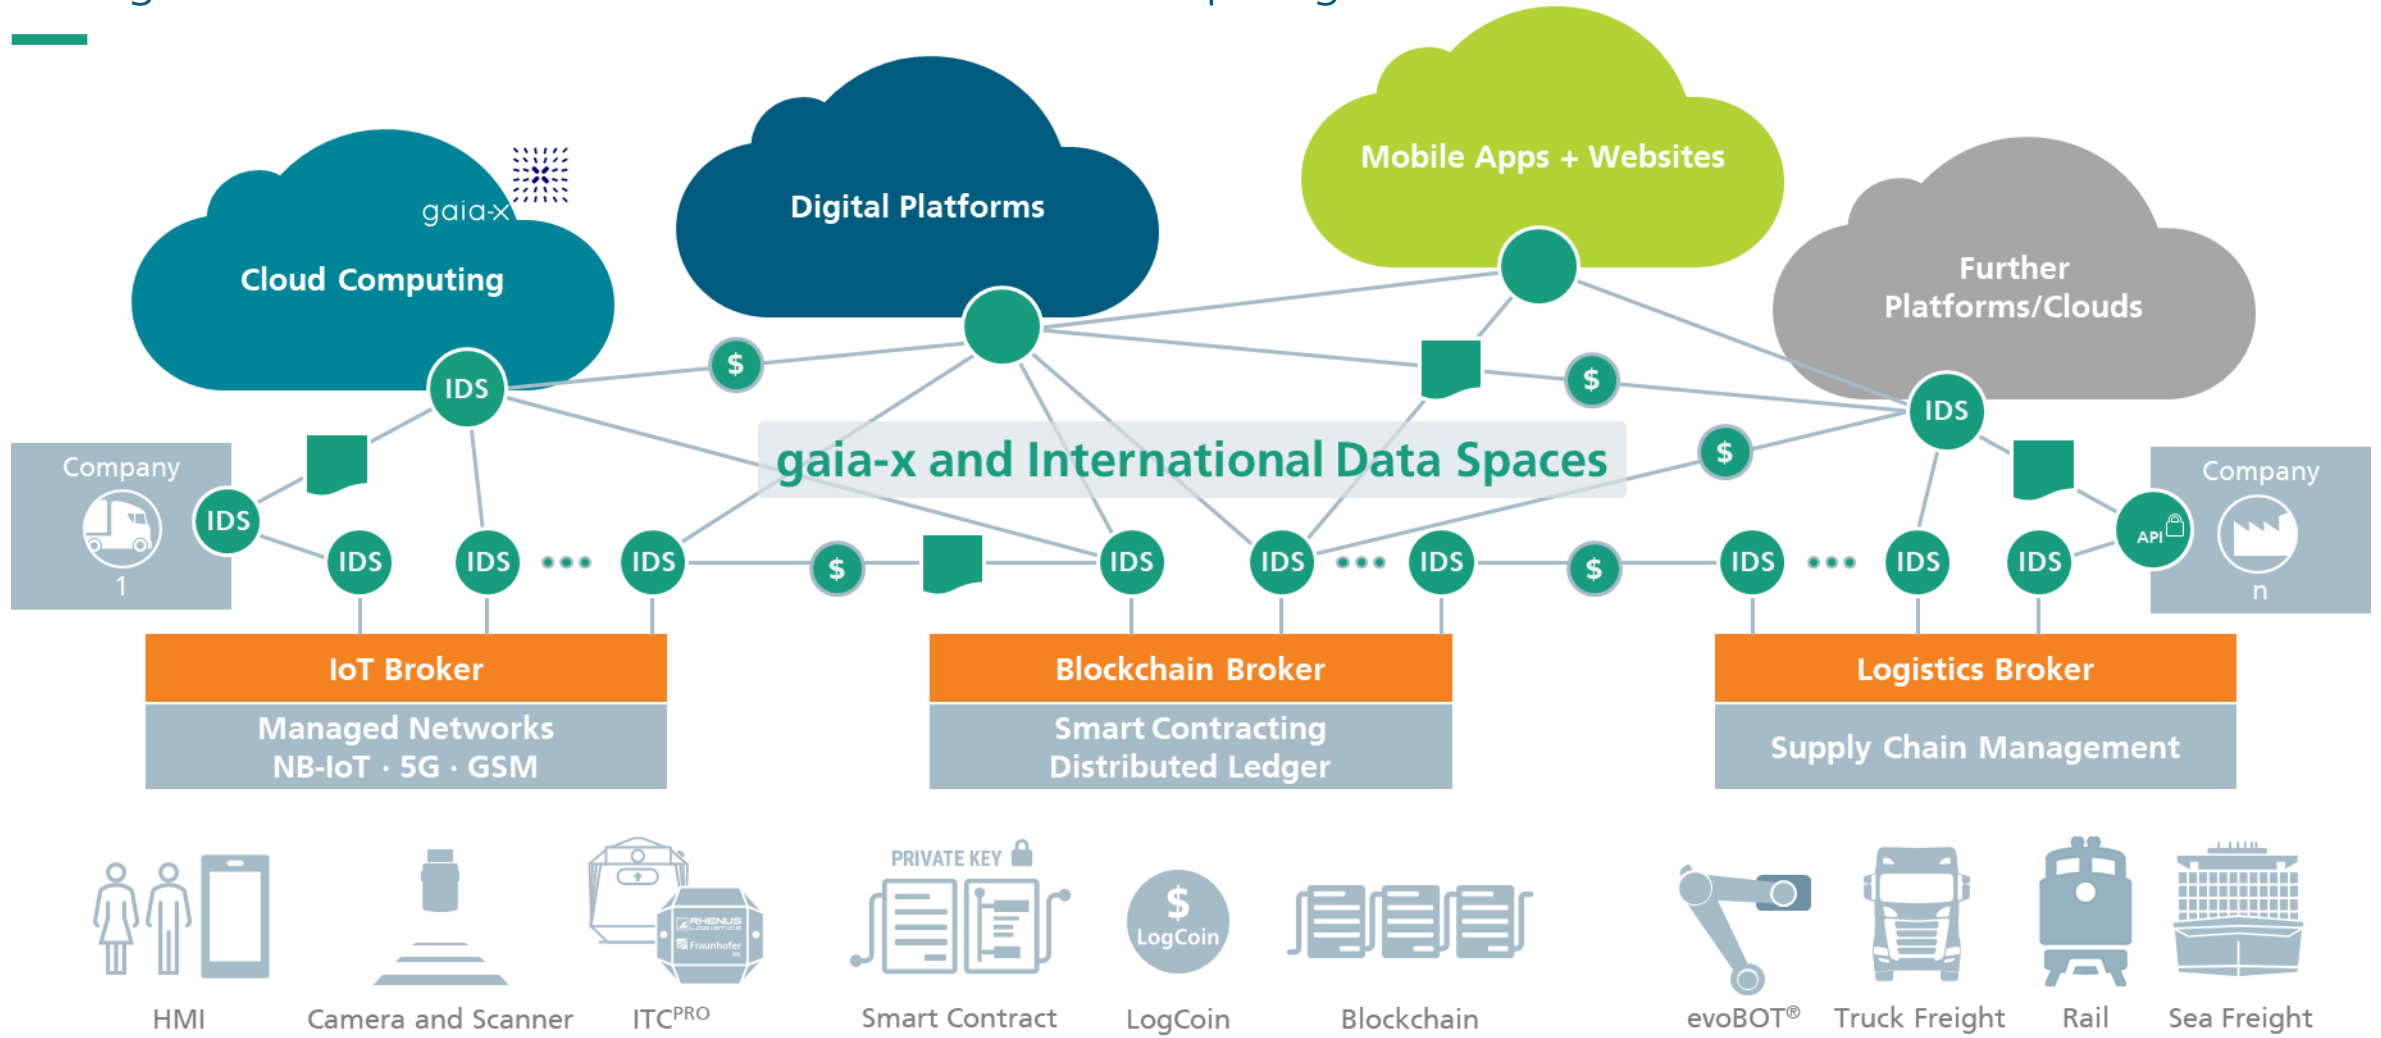 Mobile Apps + Websites
Digital Platforms
gaia-x
Cloud Computing
Further
Platforms/Clouds
$
$
IDS
IDS
$
gaia-x and International Data Spaces
Company
1
IDS
Company
n
API
IDS
IDS
IDS
$
IDS
IDS
IDS
$
IDS
IDS
IDS
IoT Broker
Managed Networks
NB-IoT · 5G · GSM
Blockchain Broker
Smart Contracting
Distributed Ledger
Logistics Broker
Supply Chain Management
RHENUS
LOGISTICS
Fraunhofer
PRIVATE KEY
$
LogCoin
HMI
Camera and Scanner
ITCPRO
Smart Contract
LogCoin
Blockchain
evoBOT®
Truck Freight
Rail
Sea Freight